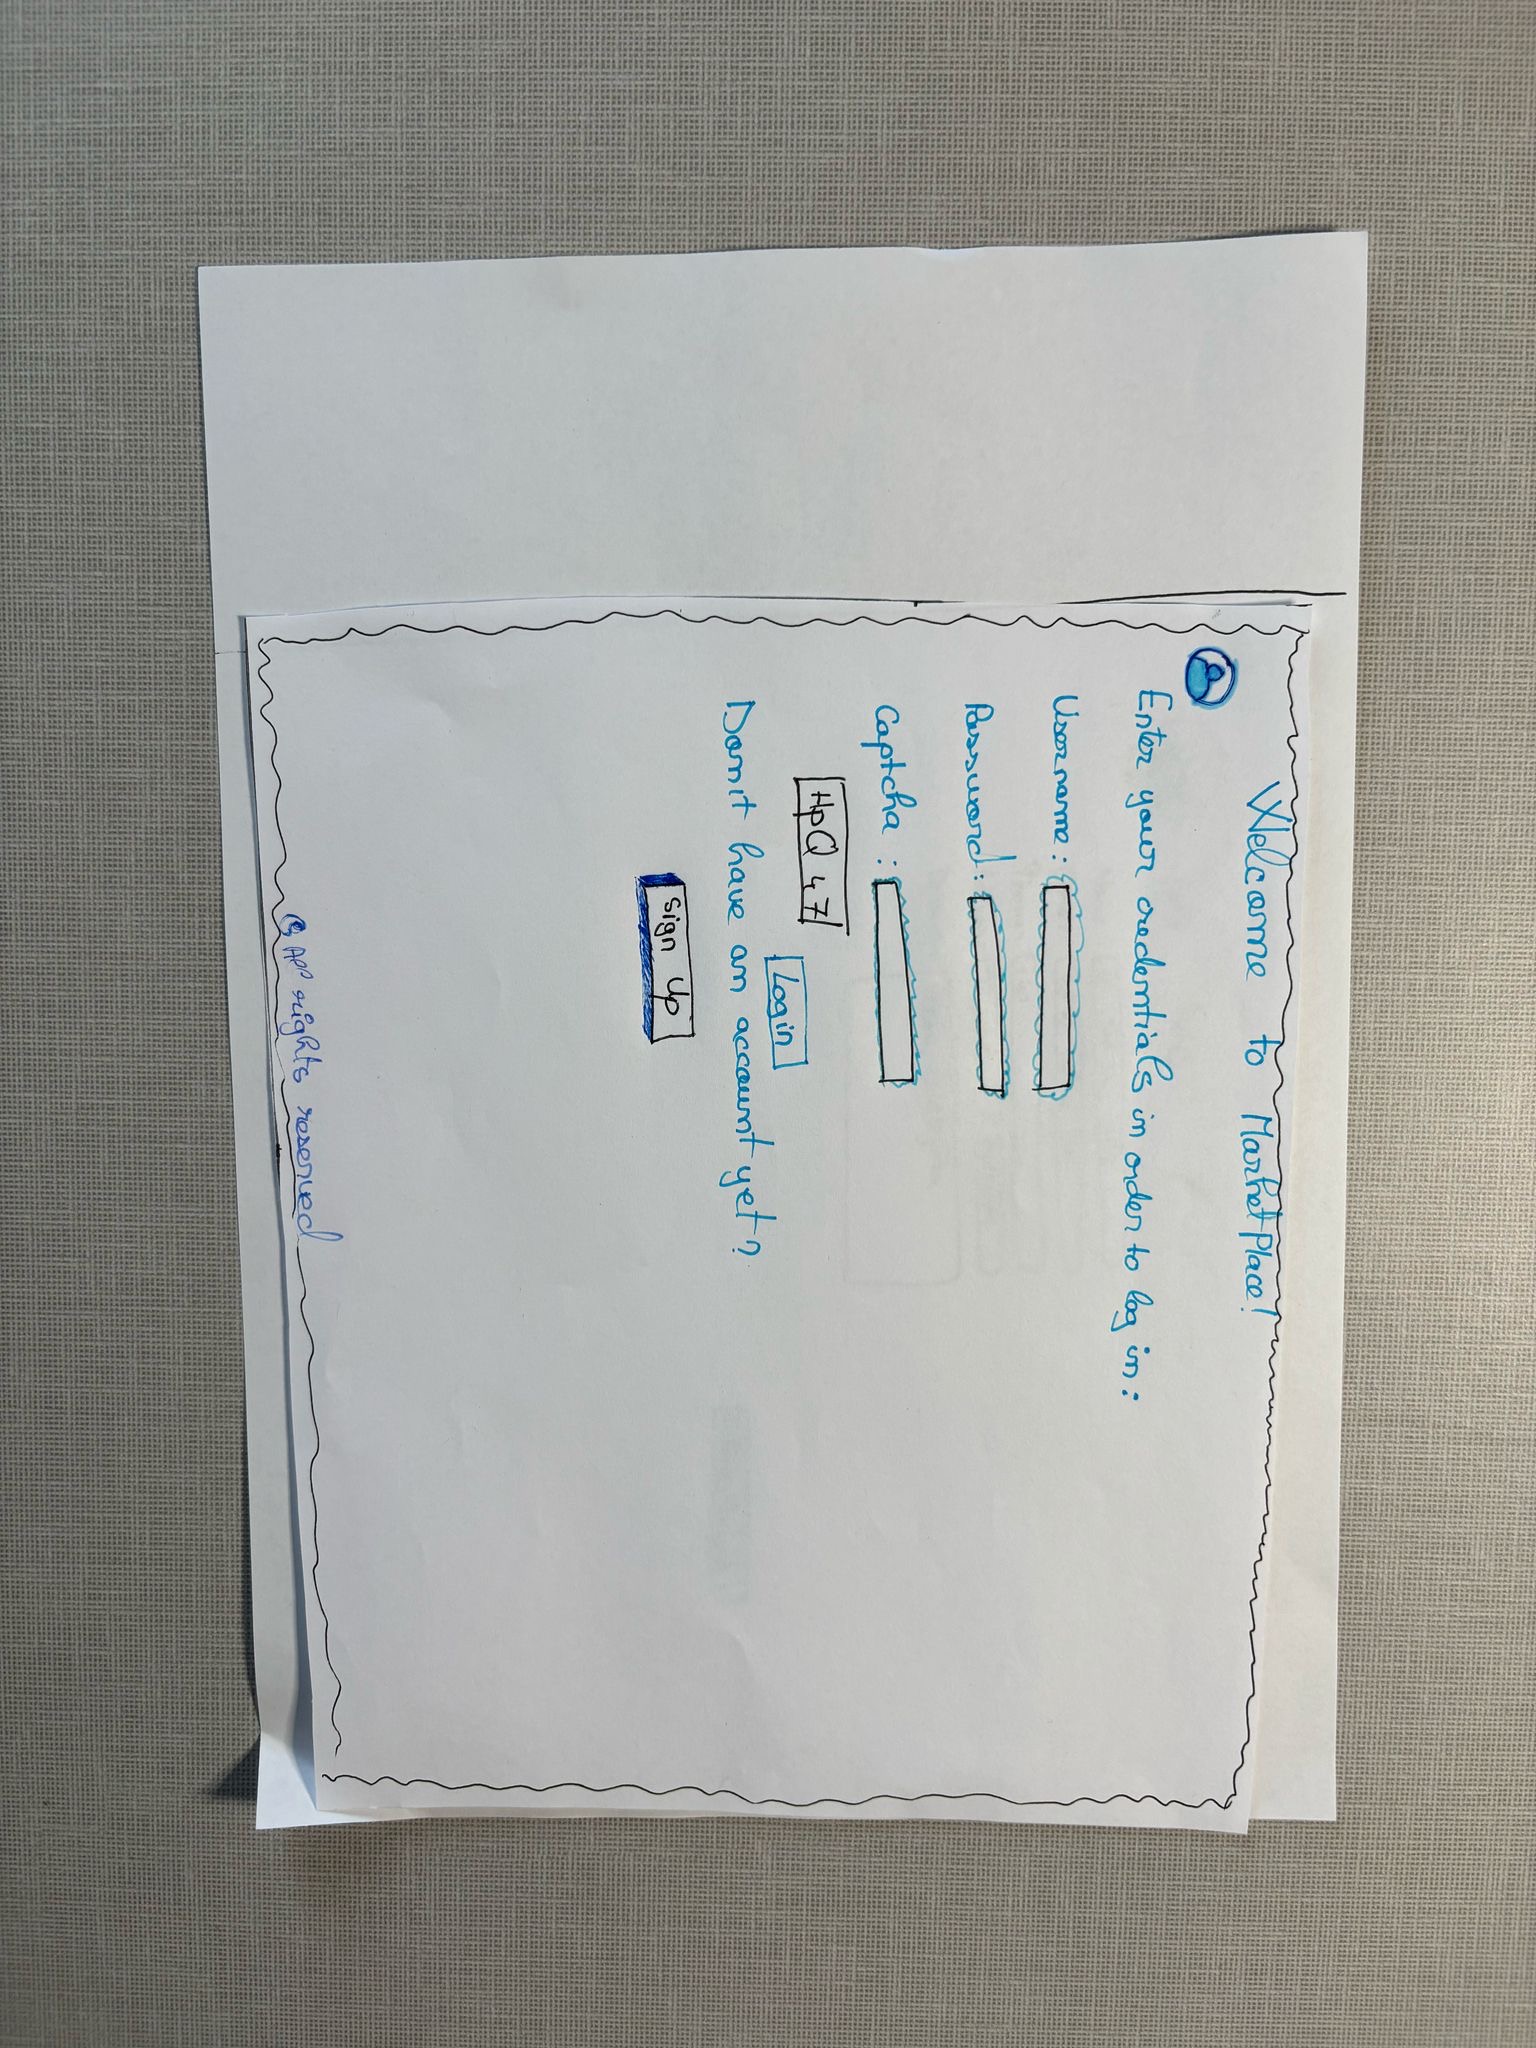 Welcome to MarketPlace!
Enter your credentials in order to log in:
Username:
Password:
Captcha:
HpQ 47
Login
Don't have an account yet?
Sign Up
© All rights reserved